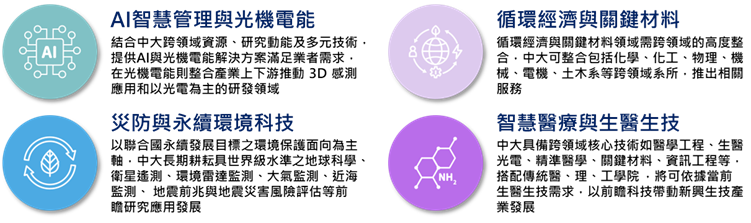 AI智慧管理與光機電能
結合中大跨領域資源、研究動能及多元技術，
提供AI與光機電能解決方案滿足業者需求，
在光機電能則整合產業上下游推動 3D 感測
應用和以光電為主的研發領域
循環經濟與關鍵材料
循環經濟與關鍵材料領域需跨領域的高度整
合，中大可整合包括化學、化工、物理、機
械、電機、土木系等跨領域系所，推出相關
服務
災防與永續環境科技
以聯合國永續發展目標之環境保護面向為主
軸，中大長期耕耘具世界級水準之地球科學、
衛星遙測、環境雷達監測、大氣監測、近海
監測、 地震前兆與地震災害風險評估等前
瞻研究應用發展
智慧醫療與生醫生技
中大具備跨領域核心技術如醫學工程、生醫
光電、精準醫學、關鍵材料、資訊工程等，
搭配傳統醫、理、工學院 ，將可依據當前
生醫生技需求，以前瞻科技帶動新興生技產
業發展
AI
NH2